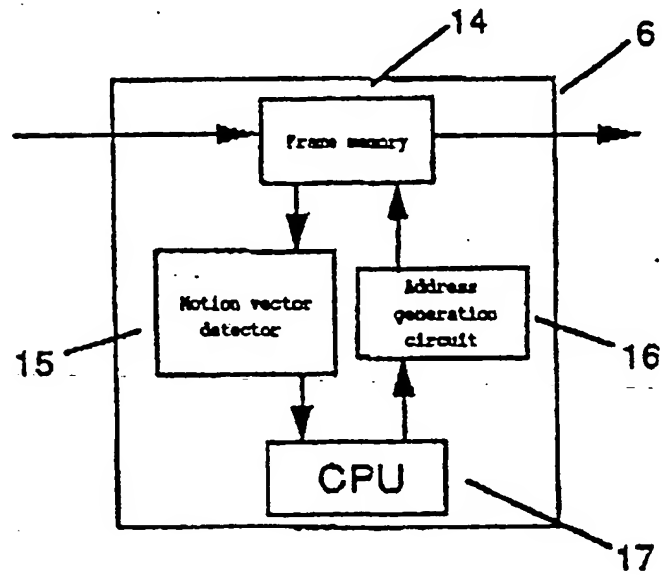 14
6
Frame memory
Motion vector
detector
Address
generation
circuit
15
16
CPU
17